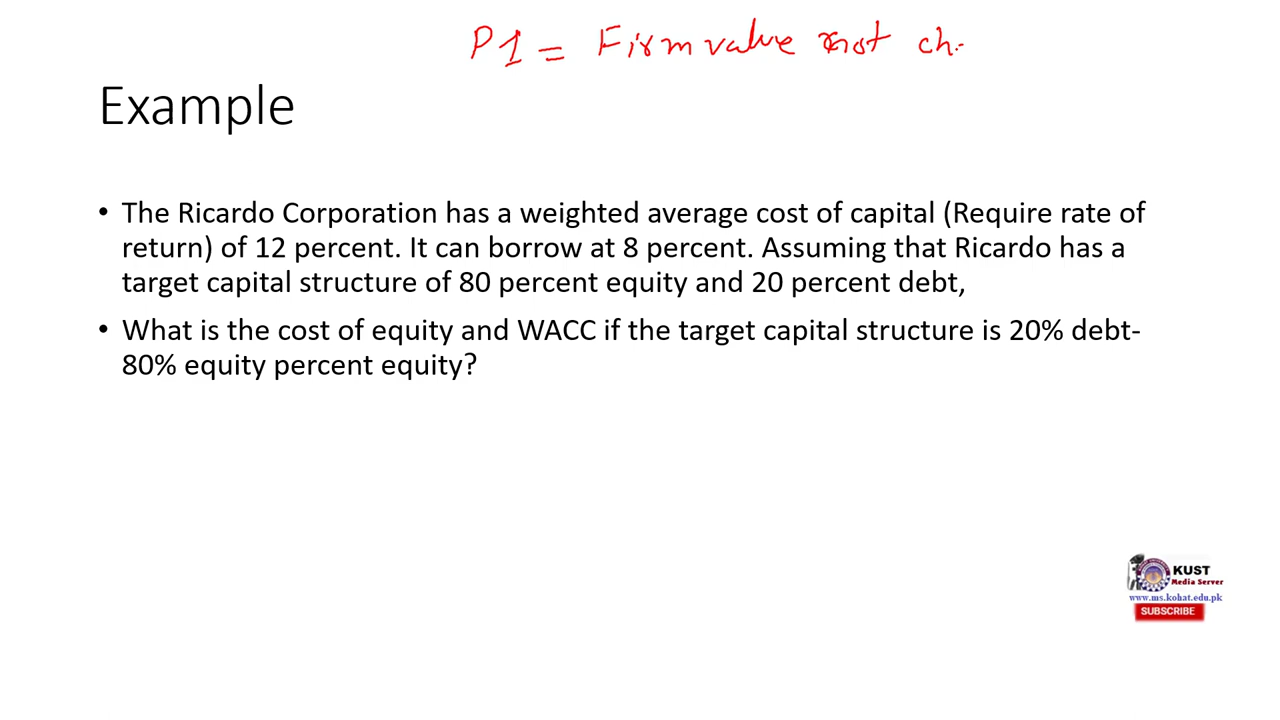 P1 = Firm value not ch.
Example
• The Ricardo Corporation has a weighted average cost of capital (Require rate of
return) of 12 percent. It can borrow at 8 percent. Assuming that Ricardo has a
target capital structure of 80 percent equity and 20 percent debt,
• What is the cost of equity and WACC if the target capital structure is 20% debt-
80% equity percent equity?
KUST
Media Server
www.ms.kohat.edu.pk
SUBSCRIBE